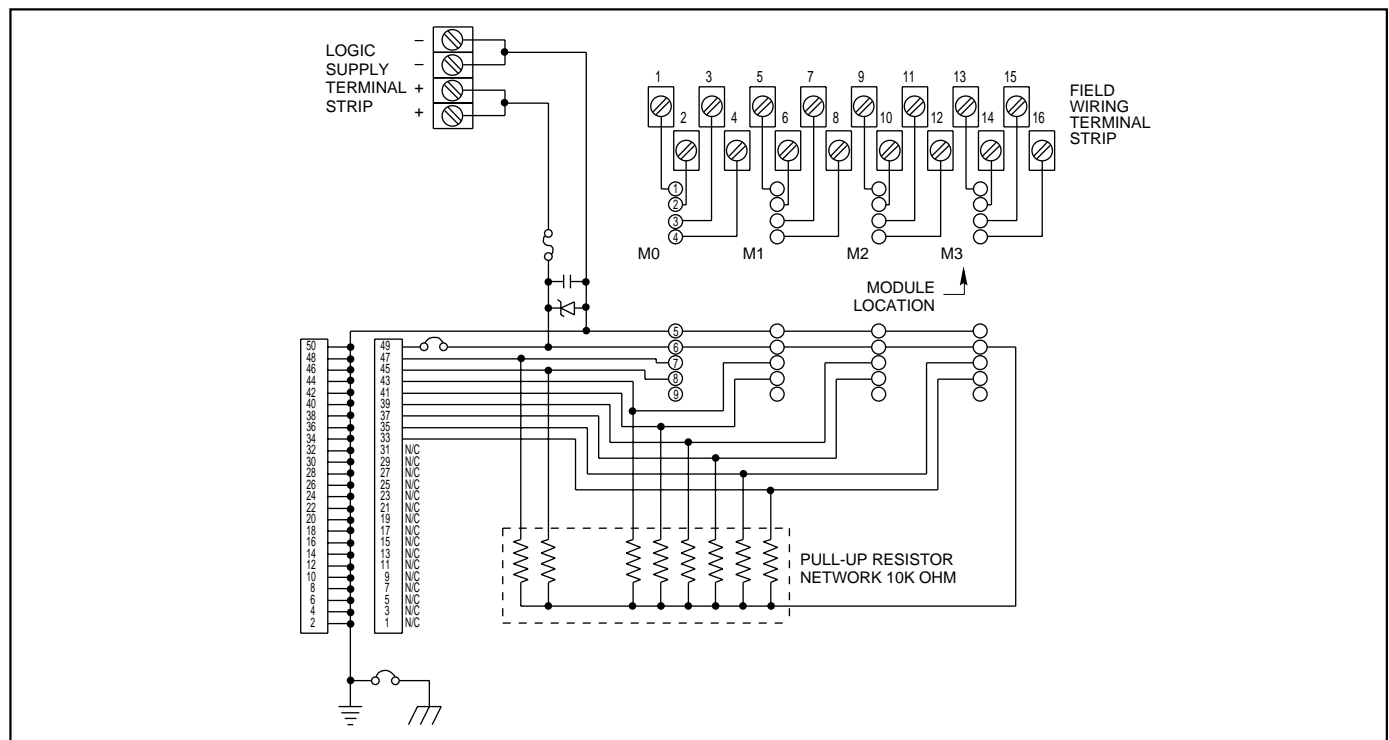 LOGIC
SUPPLY
TERMINAL
STRIP
–
–
+
+
1 3 5 7 9 11 13 15
2 4 6 8 10 12 14 16
FIELD
WIRING
TERMINAL
STRIP
1
2
3
4
M0 M1 M2 M3
MODULE
LOCATION
5
6
7
8
9
50
48
46
44
42
40
38
36
34
32
30
28
26
24
22
20
18
16
14
12
10
8
6
4
2
49
47
45
43
41
39
37
35
33
31 N/C
29 N/C
27 N/C
25 N/C
23 N/C
21 N/C
19 N/C
17 N/C
15 N/C
13 N/C
11 N/C
9 N/C
7 N/C
5 N/C
3 N/C
1 N/C
PULL-UP RESISTOR
NETWORK 10K OHM